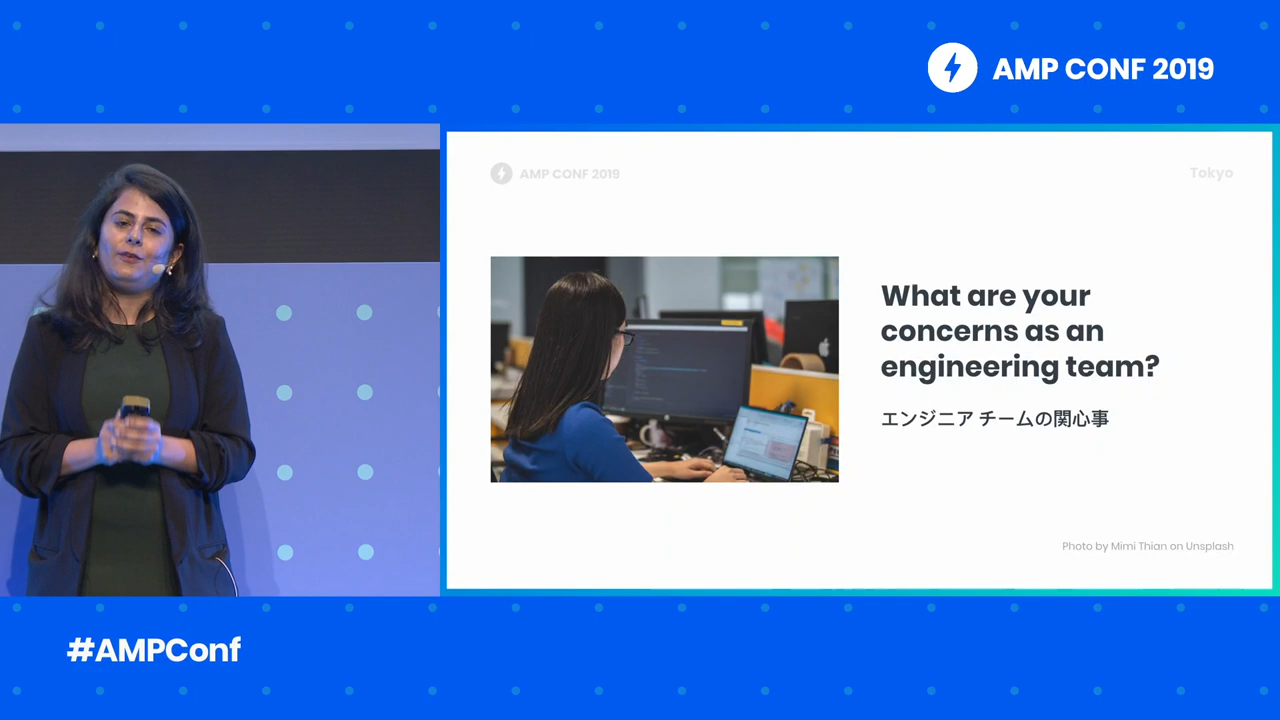 AMP CONF 2019
AMP CONF 2019
Tokyo
What are your
concerns as an
engineering team?
エンジニア チームの関心事
Photo by Mimi Thian on Unsplash
#AMPConf